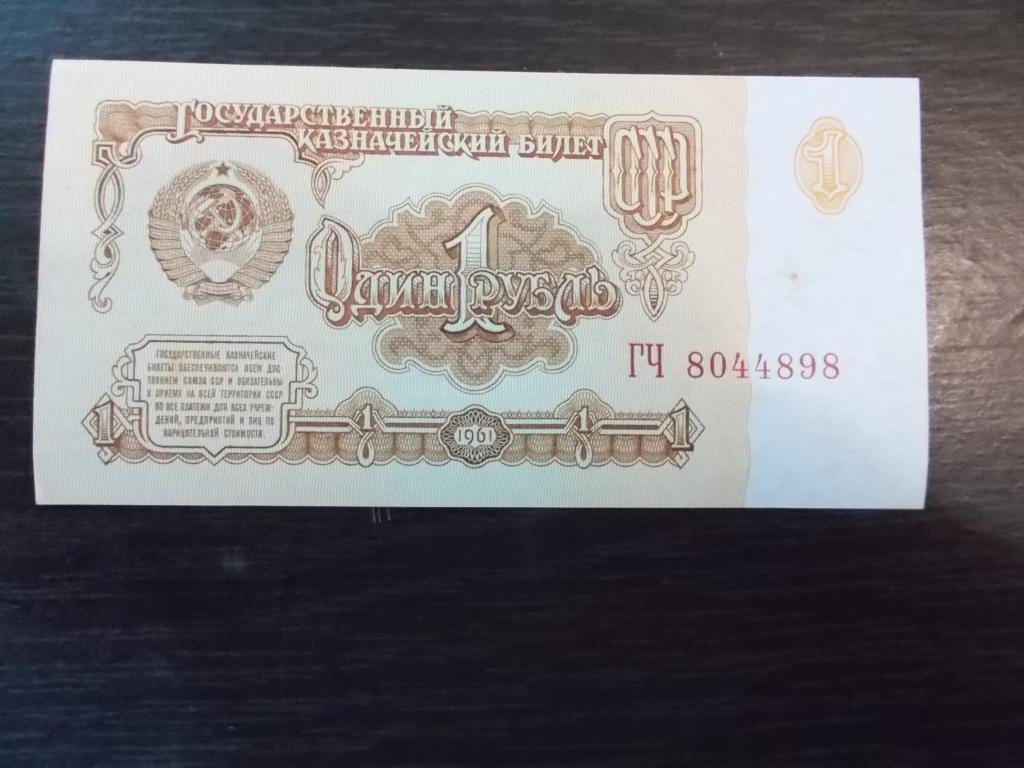 Государственный
казначейский билет
СССР
1
Один 1 рубль
ГЧ 8044898
ГОСУДАРСТВЕННЫЕ КАЗНАЧЕЙСКИЕ
БИЛЕТЫ ОБЕСПЕЧИВАЮТСЯ ВСЕМ ДОС-
ТОЯНИЕМ СОЮЗА ССР И ОБЯЗАТЕЛЬНЫ
К ПРИЕМУ НА ВСЕЙ ТЕРРИТОРИИ СССР
ВО ВСЕ ПЛАТЕЖИ ДЛЯ ВСЕХ УЧРЕЖ-
ДЕНИЙ, ПРЕДПРИЯТИЙ И ЛИЦ ПО
НАРИЦАТЕЛЬНОЙ СТОИМОСТИ.
1 1 1961 1 1